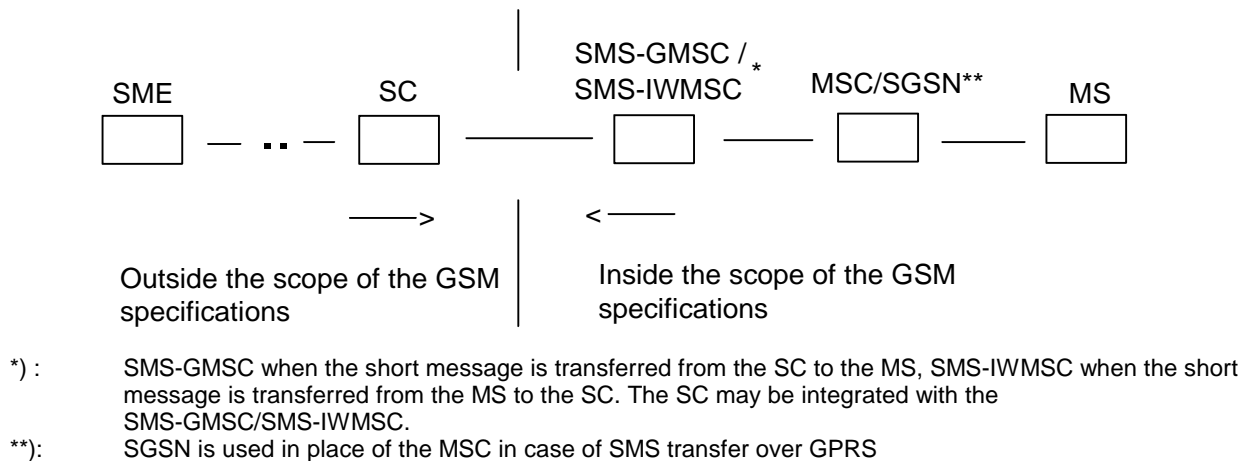 SMS-GMSC /
SME SC SMS-IWMSC * MSC/SGSN** MS
>
<
Outside the scope of the GSM
specifications
Inside the scope of the GSM
specifications
*) : SMS-GMSC when the short message is transferred from the SC to the MS, SMS-IWMSC when the short
message is transferred from the MS to the SC. The SC may be integrated with the
SMS-GMSC/SMS-IWMSC.
**): SGSN is used in place of the MSC in case of SMS transfer over GPRS